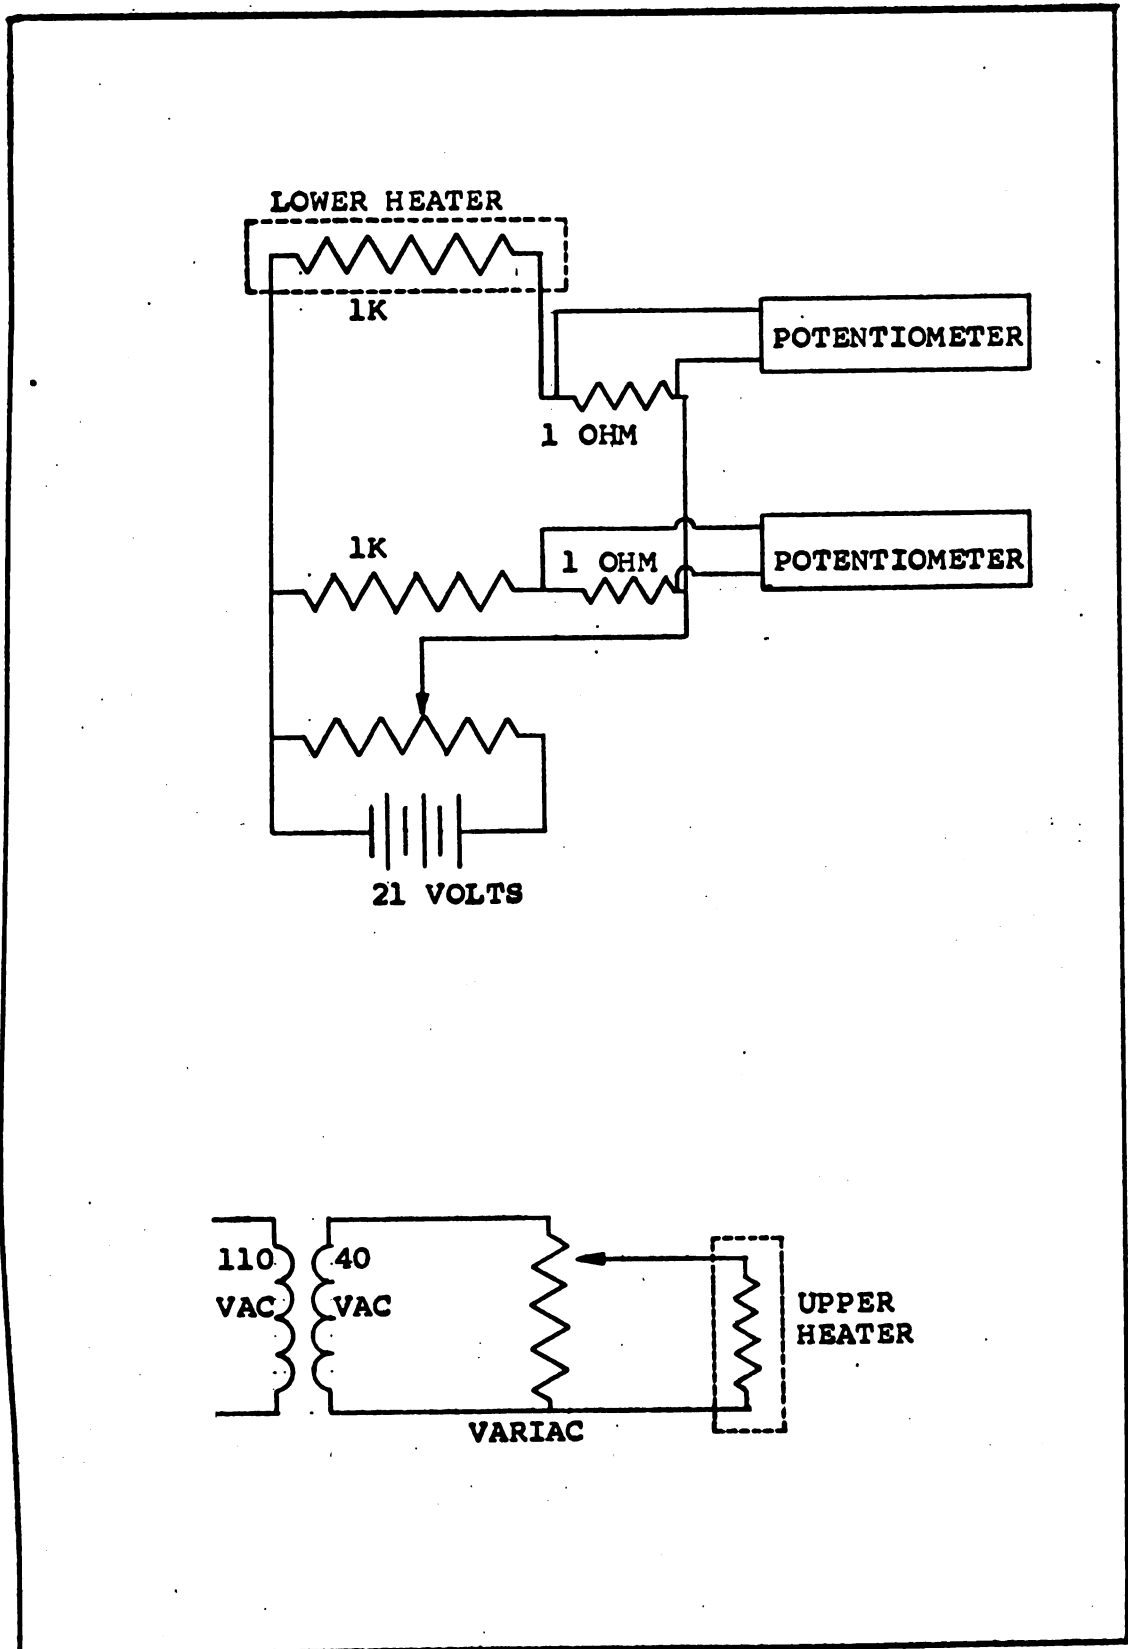 LOWER HEATER
1K
POTENTIOMETER
1 OHM
1K
1 OHM
POTENTIOMETER
21 VOLTS
110
VAC
40
VAC
UPPER
HEATER
VARIAC